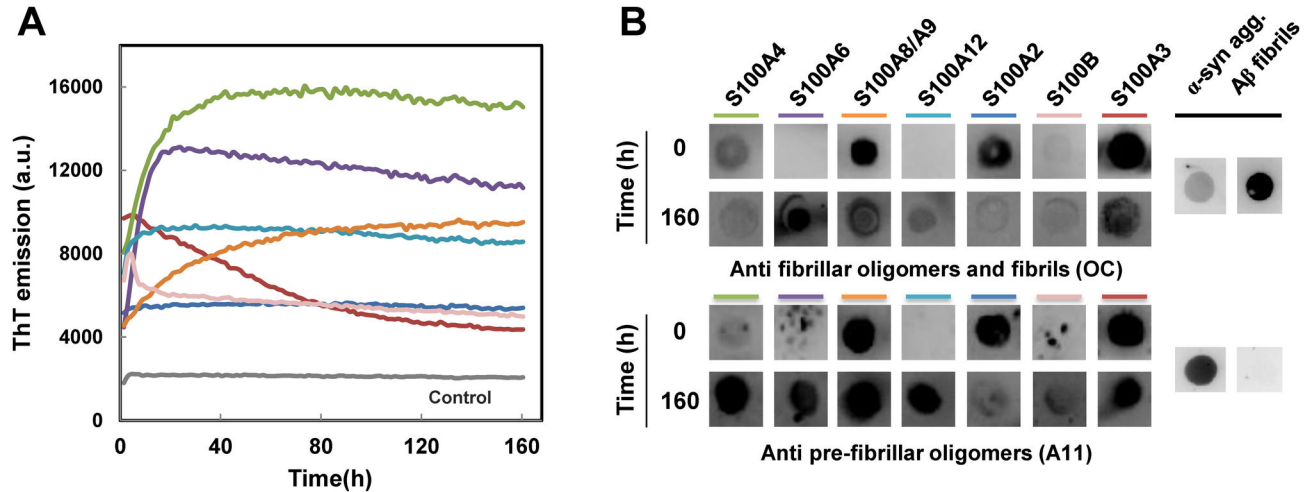 A
ThT emission (a.u.)
16000
12000
8000
4000
0
Control
0
40
80
120
160
Time(h)
B
S100A4
S100A6
S100A8/A9
S100A12
S100A2
S100B
S100A3
α-syn agg.
Aβ fibrils
Time (h)
0
160
Anti fibrillar oligomers and fibrils (OC)
Time (h)
0
160
Anti pre-fibrillar oligomers (A11)